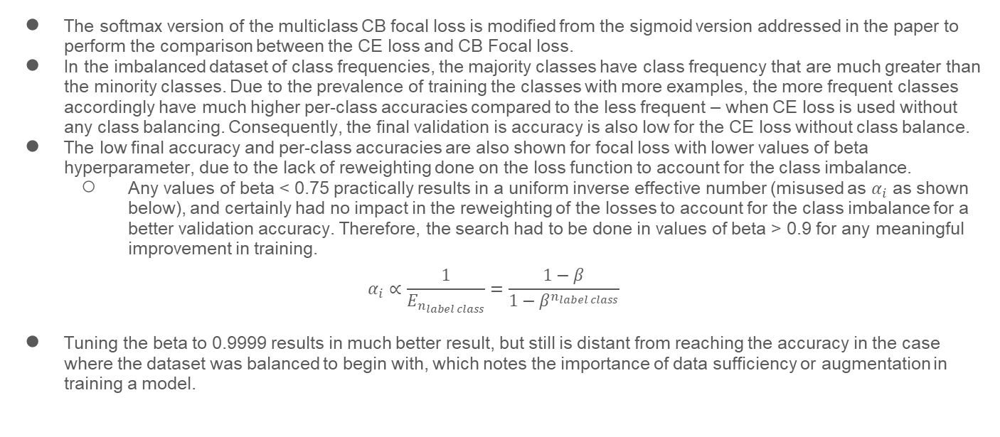 ● The softmax version of the multiclass CB focal loss is modified from the sigmoid version addressed in the paper to
perform the comparison between the CE loss and CB Focal loss.
● In the imbalanced dataset of class frequencies, the majority classes have class frequency that are much greater than
the minority classes. Due to the prevalence of training the classes with more examples, the more frequent classes
accordingly have much higher per-class accuracies compared to the less frequent – when CE loss is used without
any class balancing. Consequently, the final validation is accuracy is also low for the CE loss without class balance.
● The low final accuracy and per-class accuracies are also shown for focal loss with lower values of beta
hyperparameter, due to the lack of reweighting done on the loss function to account for the class imbalance.
○ Any values of beta < 0.75 practically results in a uniform inverse effective number (misused as α_i as shown
below), and certainly had no impact in the reweighting of the losses to account for the class imbalance for a
better validation accuracy. Therefore, the search had to be done in values of beta > 0.9 for any meaningful
improvement in training.
α_i ∝ 1 / E_{n_{label class}} = (1 − β) / (1 − β^{n_{label class}})
● Tuning the beta to 0.9999 results in much better result, but still is distant from reaching the accuracy in the case
where the dataset was balanced to begin with, which notes the importance of data sufficiency or augmentation in
training a model.